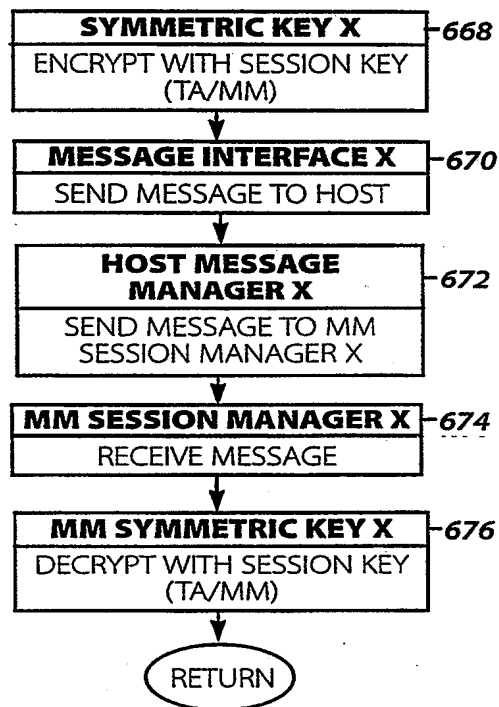 SYMMETRIC KEY X
668
ENCRYPT WITH SESSION KEY
(TA/MM)
MESSAGE INTERFACE X
670
SEND MESSAGE TO HOST
HOST MESSAGE
MANAGER X
672
SEND MESSAGE TO MM
SESSION MANAGER X
MM SESSION MANAGER X
674
RECEIVE MESSAGE
MM SYMMETRIC KEY X
676
DECRYPT WITH SESSION KEY
(TA/MM)
RETURN